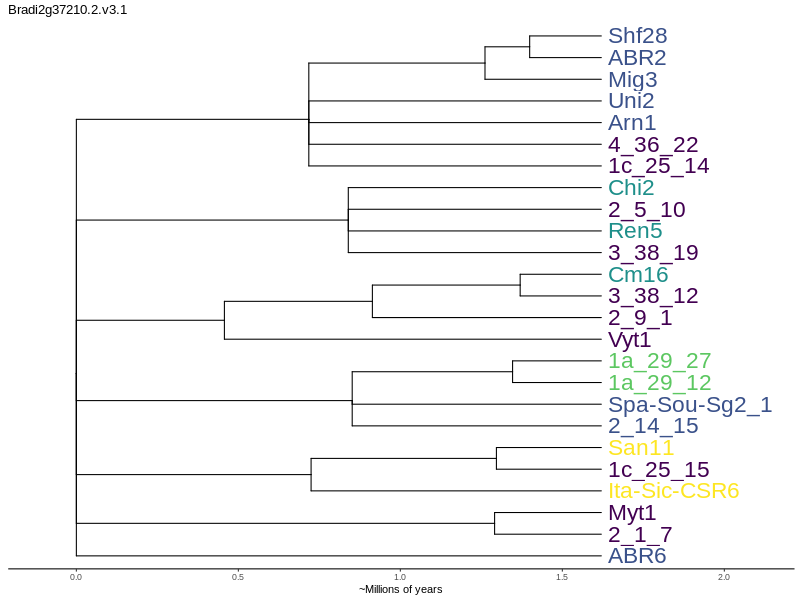 Bradi2g37210.2.v3.1
Shf28
ABR2
Mig3
Uni2
Arn1
4_36_22
1c_25_14
Chi2
2_5_10
Ren5
3_38_19
Cm16
3_38_12
2_9_1
Vyt1
1a_29_27
1a_29_12
Spa-Sou-Sg2_1
2_14_15
San11
1c_25_15
Ita-Sic-CSR6
Myt1
2_1_7
ABR6
0.0 0.5 1.0 1.5 2.0
~Millions of years